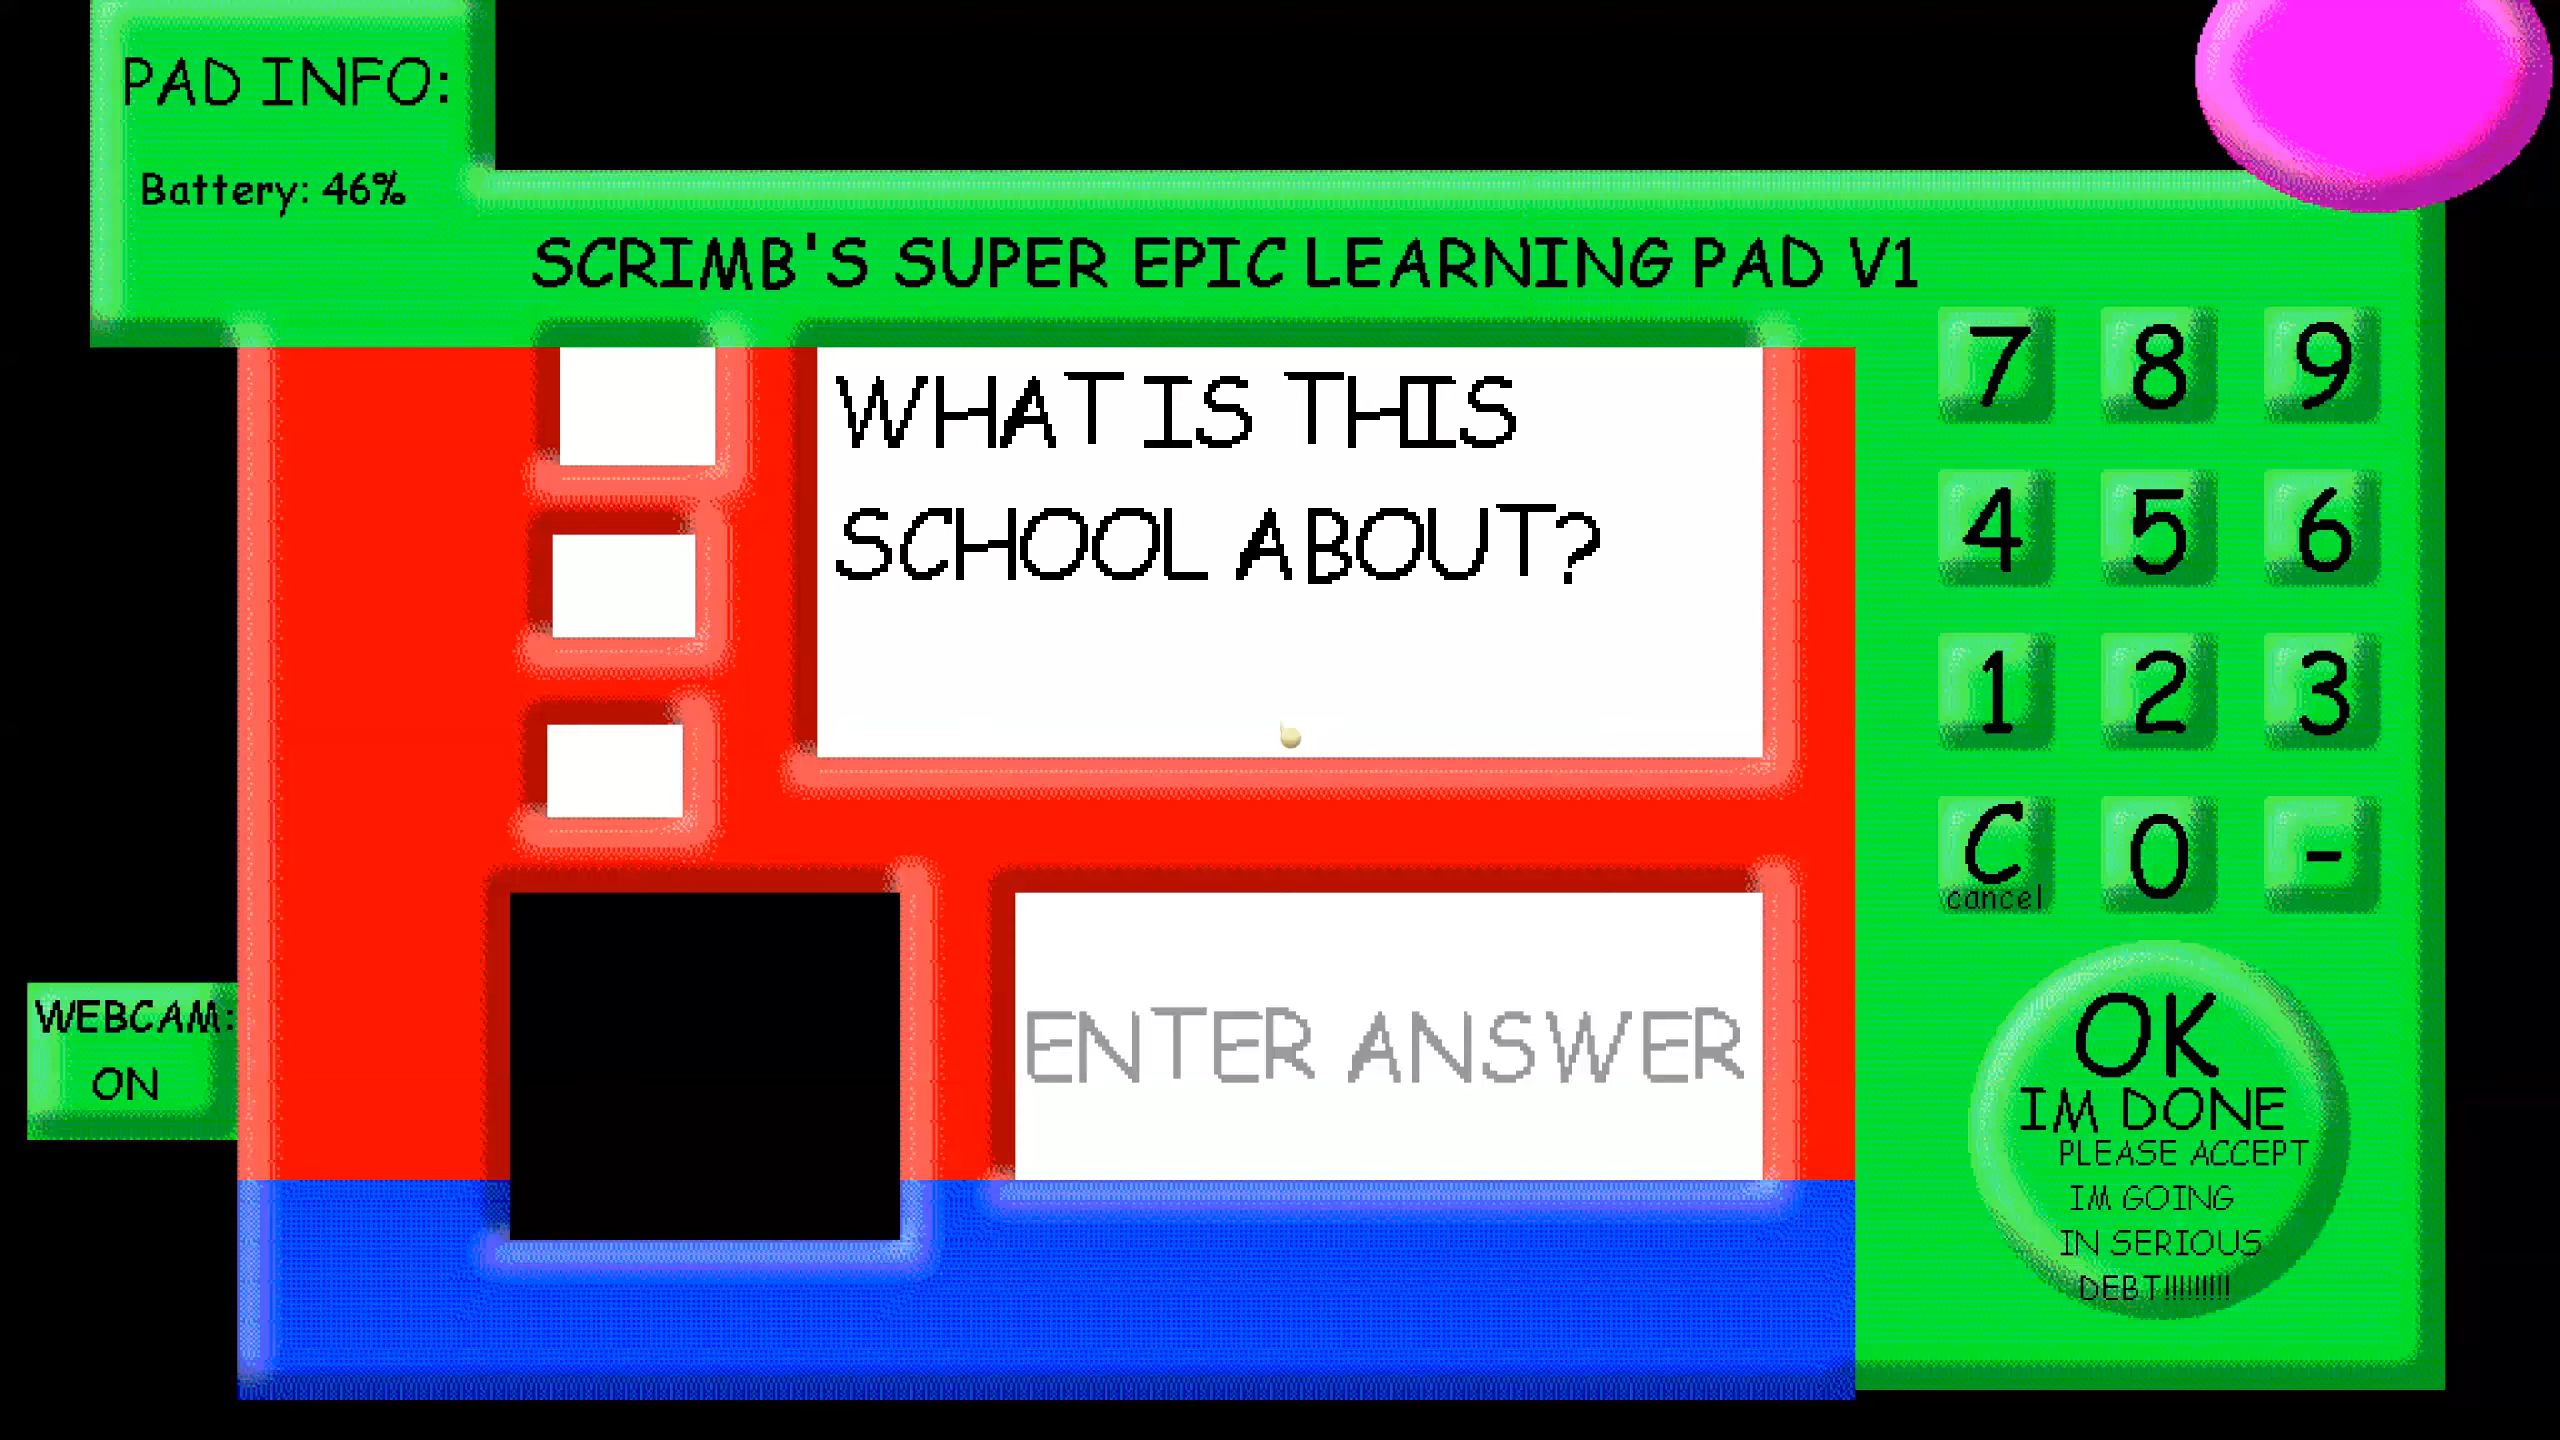 PAD INFO:
Battery: 46%
SCRIMB'S SUPER EPIC LEARNING PAD V1
WHAT IS THIS
SCHOOL ABOUT?
7 8 9
4 5 6
1 2 3
C 0 -
cancel
WEBCAM:
ON
ENTER ANSWER
OK
IM DONE
PLEASE ACCEPT
IM GOING
IN SERIOUS
DEBT!!!!!!!!!